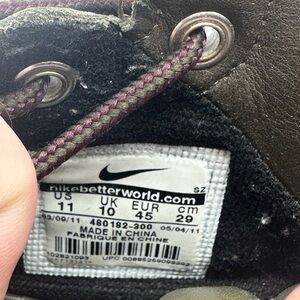 nikebetterworld.com
SZ
US UK EUR cm
11 10 45 29
03/09/11 480182-300 05/04/11
MADE IN CHINA
FABRIQUE EN CHINE